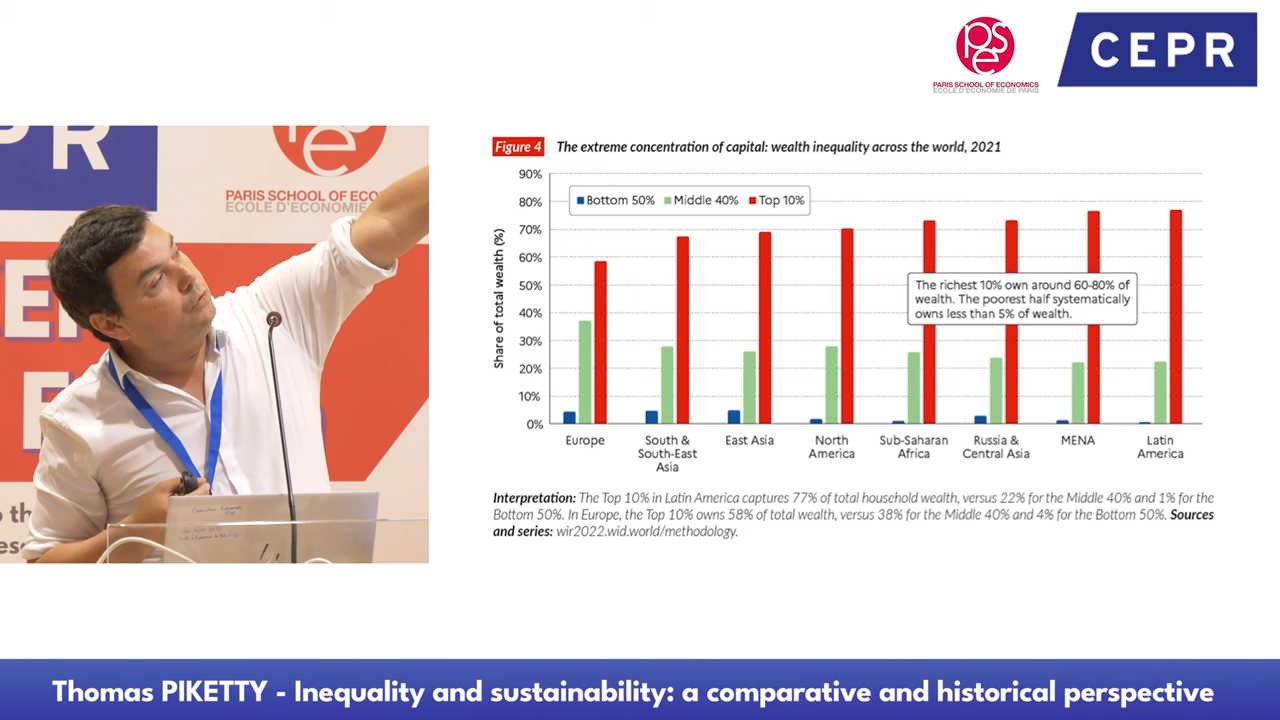 pse
PARIS SCHOOL OF ECONOMICS
ECOLE D'ECONOMIE DE PARIS
CEPR
PR
PARIS SCHOOL OF ECO
ECOLE D'ECONOMIE
Figure 4 The extreme concentration of capital: wealth inequality across the world, 2021
Share of total wealth (%)
90%
80%
70%
60%
50%
40%
30%
20%
10%
0%
Bottom 50% Middle 40% Top 10%
The richest 10% own around 60-80% of
wealth. The poorest half systematically
owns less than 5% of wealth.
Europe
South &
South-East
Asia
East Asia
North
America
Sub-Saharan
Africa
Russia &
Central Asia
MENA
Latin
America
Interpretation: The Top 10% in Latin America captures 77% of total household wealth, versus 22% for the Middle 40% and 1% for the
Bottom 50%. In Europe, the Top 10% owns 58% of total wealth, versus 38% for the Middle 40% and 4% for the Bottom 50%. Sources
and series: wir2022.wid.world/methodology.
Thomas PIKETTY - Inequality and sustainability: a comparative and historical perspective